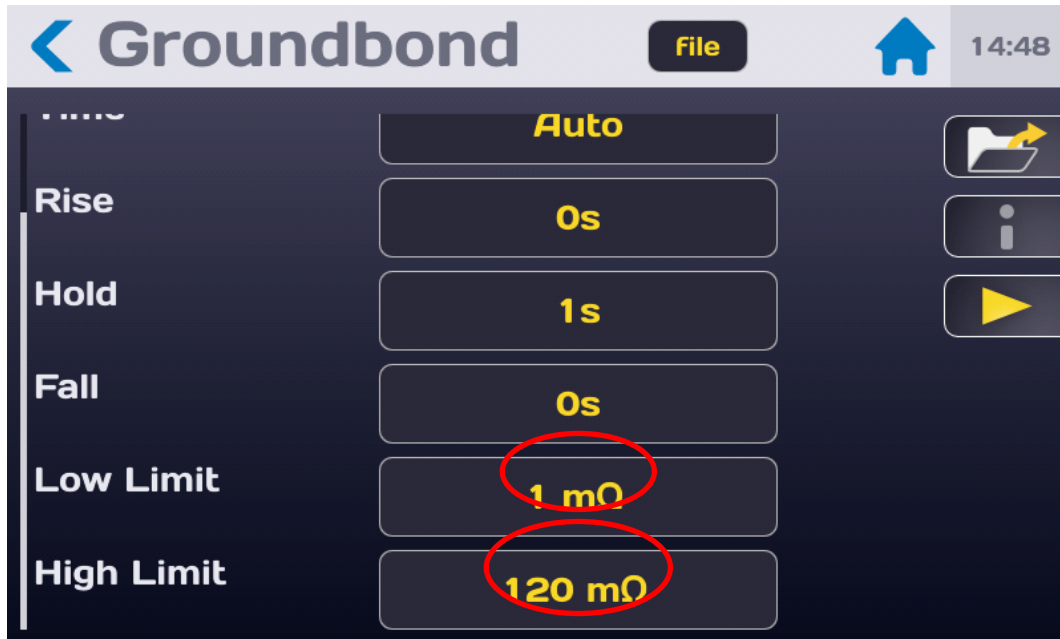 Groundbond file 14:48
Time Auto
Rise 0s
Hold 1s
Fall 0s
Low Limit 1 mΩ
High Limit 120 mΩ